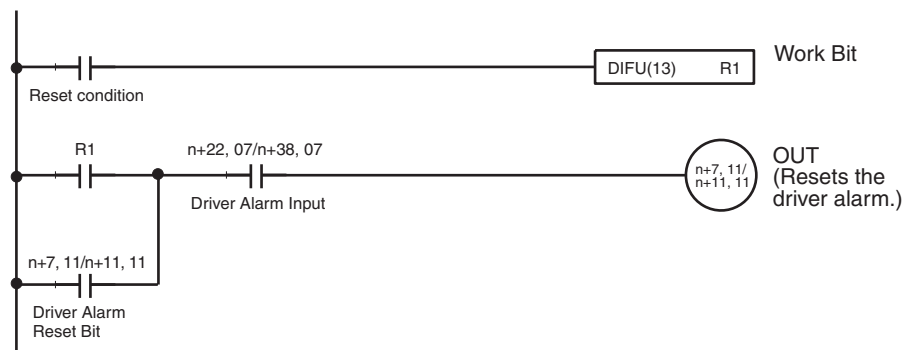 DIFU(13) R1
Work Bit
Reset condition
R1
n+22, 07/n+38, 07
Driver Alarm Input
n+7, 11/
n+11, 11
OUT
(Resets the
driver alarm.)
n+7, 11/n+11, 11
Driver Alarm
Reset Bit